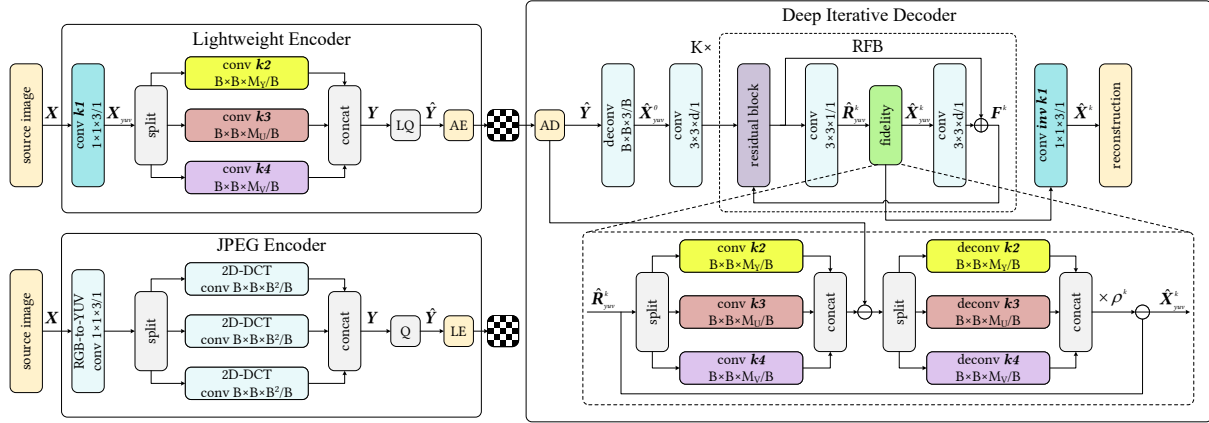 Lightweight Encoder
source image
X
conv k1
1×1×3/1
X_yuv
split
conv k2
B×B×M_Y/B
conv k3
B×B×M_U/B
conv k4
B×B×M_V/B
concat
Y
LQ
Ŷ
AE
JPEG Encoder
source image
X
RGB-to-YUV
conv 1×1×3/1
split
2D-DCT
conv B×B×B²/B
2D-DCT
conv B×B×B²/B
2D-DCT
conv B×B×B²/B
concat
Y
Q
Ŷ
LE
Deep Iterative Decoder
AD
Ŷ
deconv
B×B×3/B
X̂⁰_yuv
conv
3×3×d/1
K×
RFB
residual block
conv
3×3×1/1
R̂ᵏ_yuv
fidelity
X̂ᵏ_yuv
conv
3×3×d/1
Fᵏ
conv inv k1
1×1×3/1
X̂ᵏ
reconstruction
R̂ᵏ_yuv
split
conv k2
B×B×M_Y/B
conv k3
B×B×M_U/B
conv k4
B×B×M_V/B
concat
split
deconv k2
B×B×M_Y/B
deconv k3
B×B×M_U/B
deconv k4
B×B×M_V/B
concat
× ρᵏ
X̂ᵏ_yuv